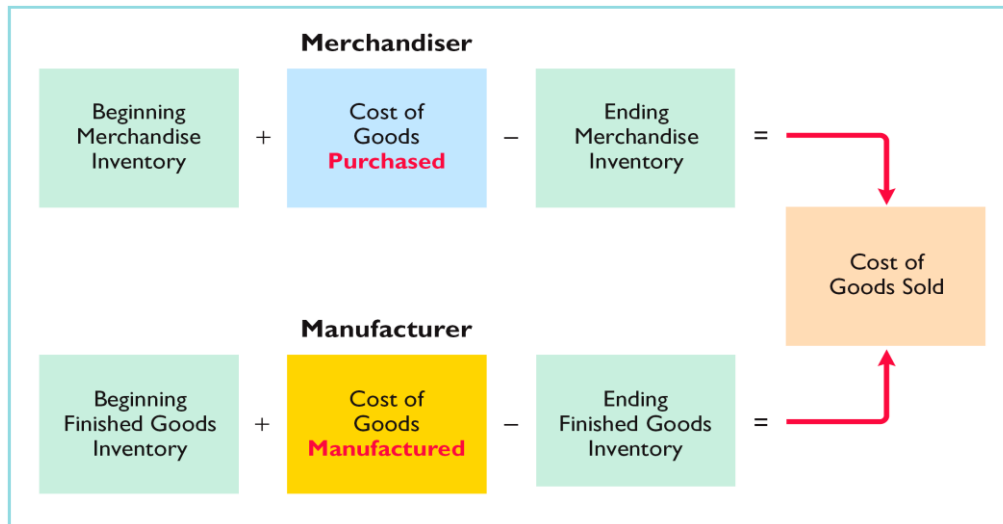 Merchandiser
Beginning
Merchandise
Inventory
+
Cost of
Goods
Purchased
−
Ending
Merchandise
Inventory
=
Cost of
Goods Sold
Manufacturer
Beginning
Finished Goods
Inventory
+
Cost of
Goods
Manufactured
−
Ending
Finished Goods
Inventory
=